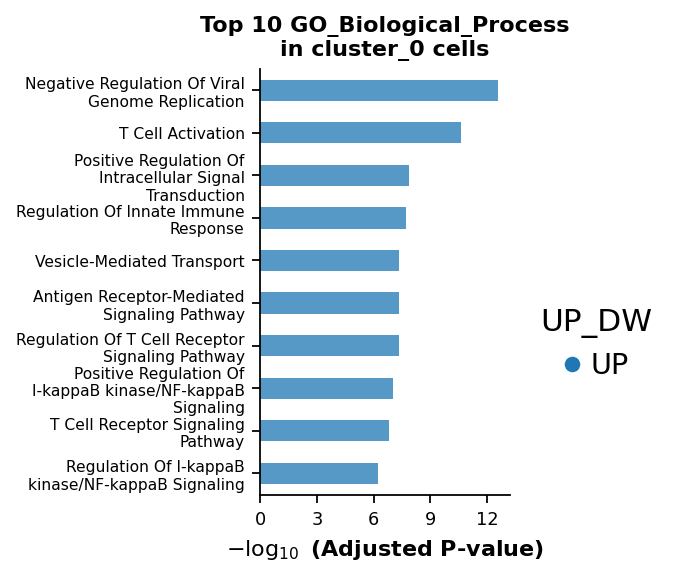 Top 10 GO_Biological_Process
in cluster_0 cells
Negative Regulation Of Viral
Genome Replication
T Cell Activation
Positive Regulation Of
Intracellular Signal
Transduction
Regulation Of Innate Immune
Response
Vesicle-Mediated Transport
Antigen Receptor-Mediated
Signaling Pathway
Regulation Of T Cell Receptor
Signaling Pathway
Positive Regulation Of
I-kappaB kinase/NF-kappaB
Signaling
T Cell Receptor Signaling
Pathway
Regulation Of I-kappaB
kinase/NF-kappaB Signaling
0 3 6 9 12
−log₁₀ (Adjusted P-value)
UP_DW
UP